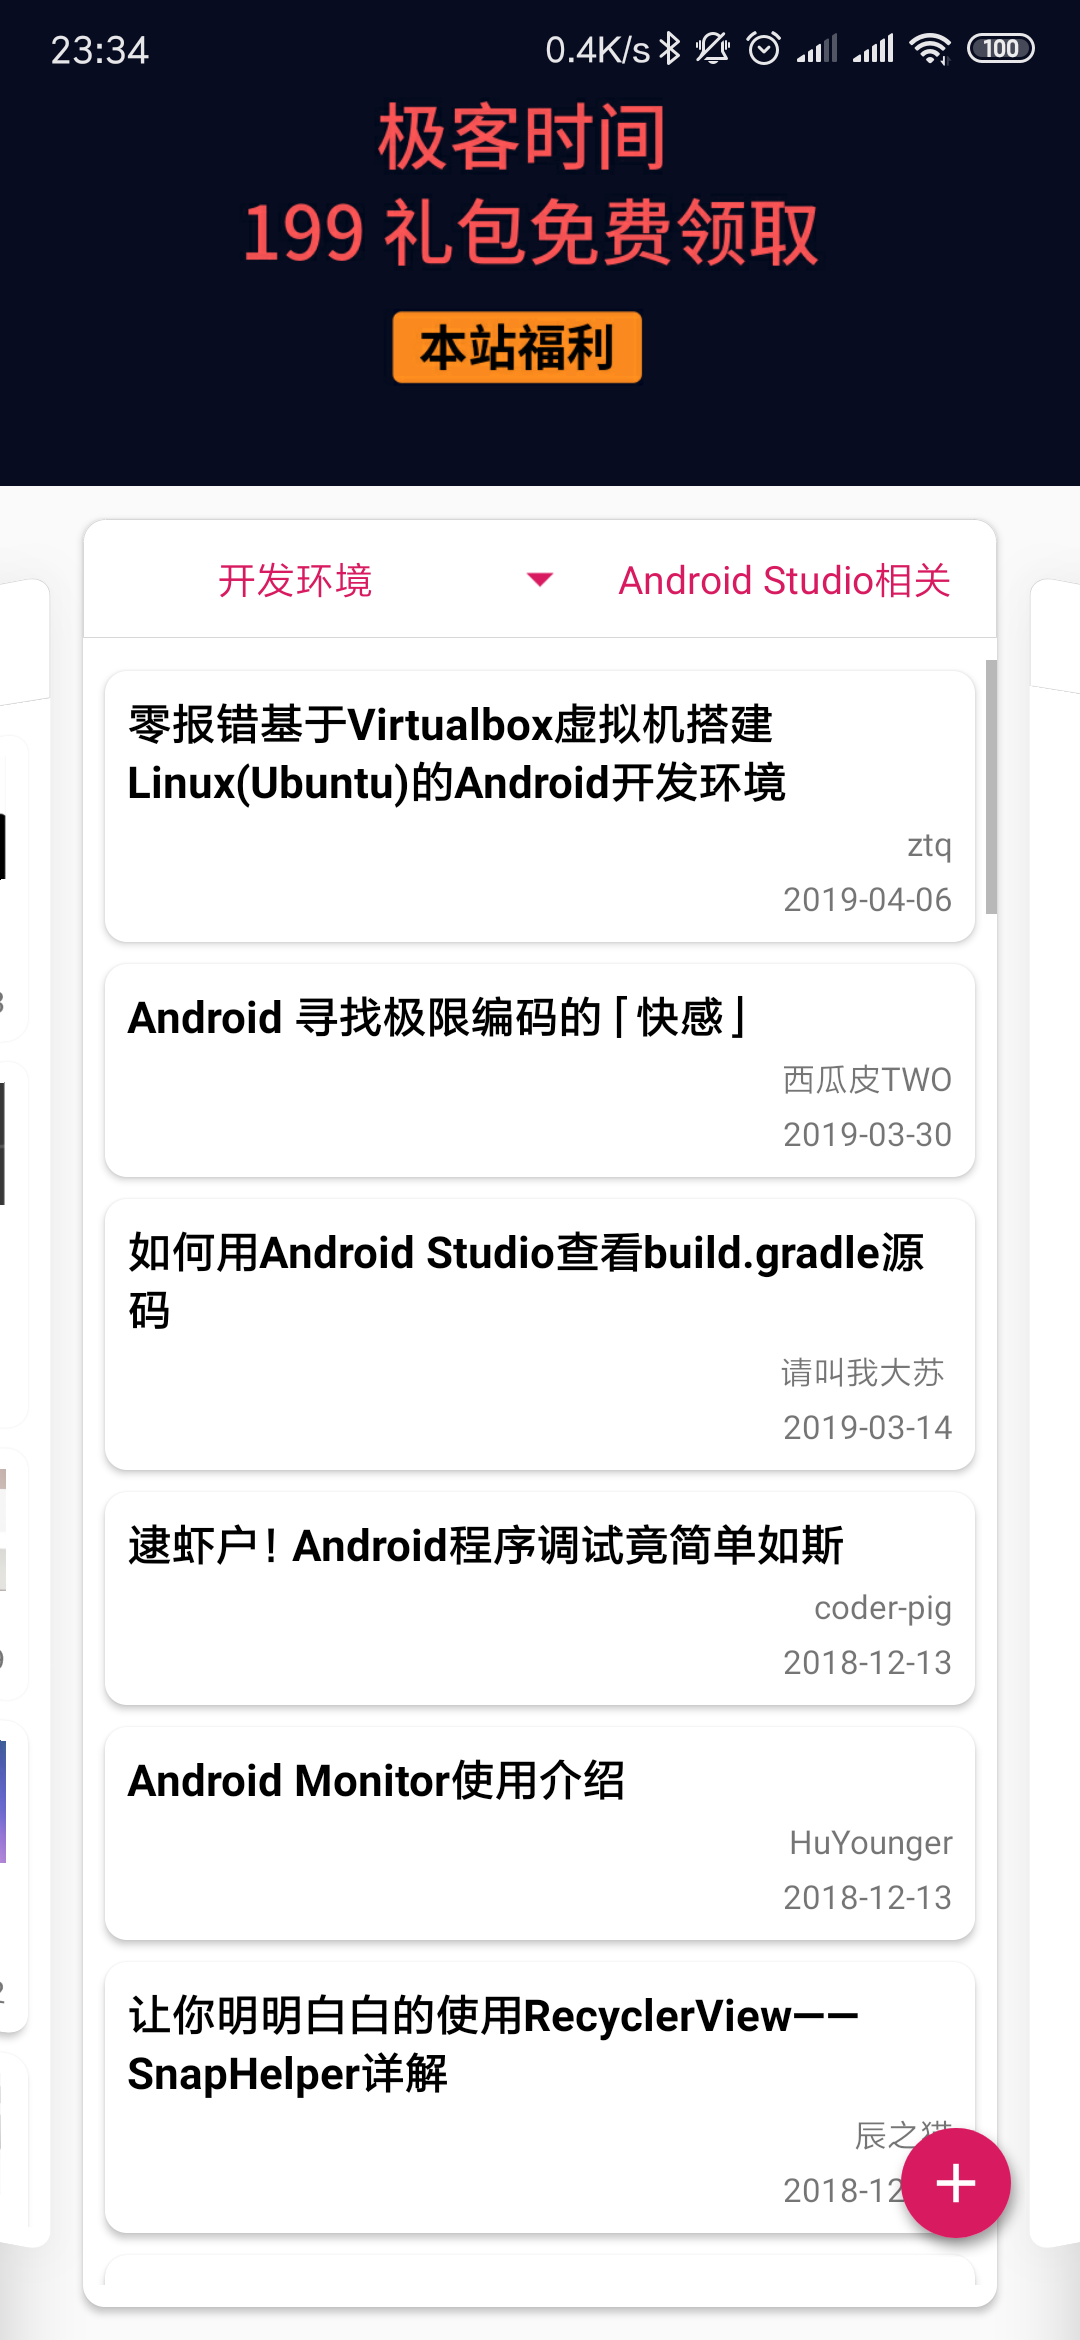 23:34
0.4K/s
100
极客时间
199 礼包免费领取
本站福利
开发环境
Android Studio相关
零报错基于Virtualbox虚拟机搭建
Linux(Ubuntu)的Android开发环境
ztq
2019-04-06
Android 寻找极限编码的「快感」
西瓜皮TWO
2019-03-30
如何用Android Studio查看build.gradle源
码
请叫我大苏
2019-03-14
逮虾户！Android程序调试竟简单如斯
coder-pig
2018-12-13
Android Monitor使用介绍
HuYounger
2018-12-13
让你明明白白的使用RecyclerView——
SnapHelper详解
辰之猫
2018-12